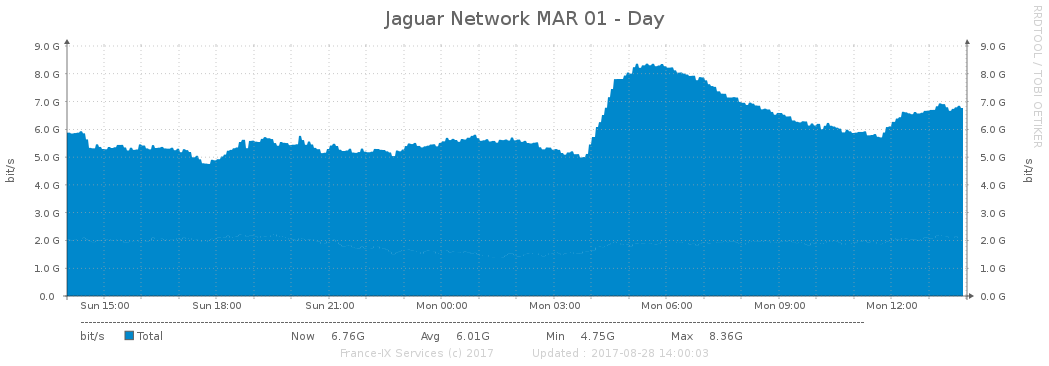 Jaguar Network MAR 01 - Day
RRDTOOL / TOBI OETIKER
9.0 G 9.0 G
8.0 G 8.0 G
7.0 G 7.0 G
6.0 G 6.0 G
5.0 G 5.0 G
4.0 G 4.0 G
3.0 G 3.0 G
2.0 G 2.0 G
1.0 G 1.0 G
0.0 0.0 G
bit/s
bit/s
Sun 15:00 Sun 18:00 Sun 21:00 Mon 00:00 Mon 03:00 Mon 06:00 Mon 09:00 Mon 12:00
bit/s Total Now 6.76G Avg 6.01G Min 4.75G Max 8.36G
France-IX Services (c) 2017 Updated : 2017-08-28 14:00:03